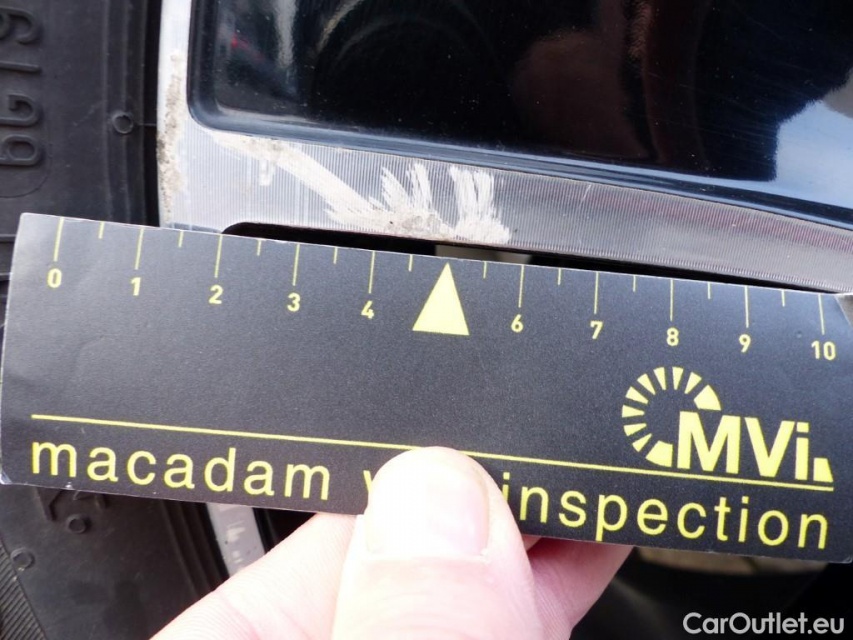 0 1 2 3 4 6 7 8 9 10
MVi
macadam inspection
CarOutlet.eu